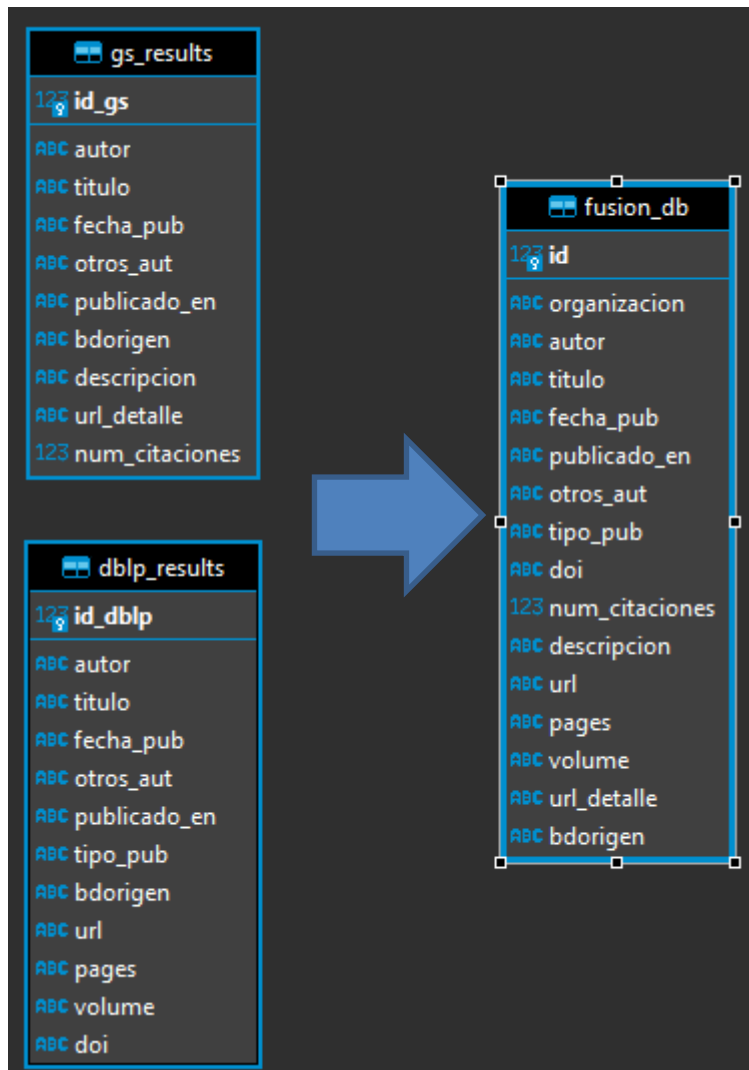 gs_results
123 id_gs
ABC autor
ABC titulo
ABC fecha_pub
ABC otros_aut
ABC publicado_en
ABC bdorigen
ABC descripcion
ABC url_detalle
123 num_citaciones
dblp_results
123 id_dblp
ABC autor
ABC titulo
ABC fecha_pub
ABC otros_aut
ABC publicado_en
ABC tipo_pub
ABC bdorigen
ABC url
ABC pages
ABC volume
ABC doi
fusion_db
123 id
ABC organizacion
ABC autor
ABC titulo
ABC fecha_pub
ABC publicado_en
ABC otros_aut
ABC tipo_pub
ABC doi
123 num_citaciones
ABC descripcion
ABC url
ABC pages
ABC volume
ABC url_detalle
ABC bdorigen